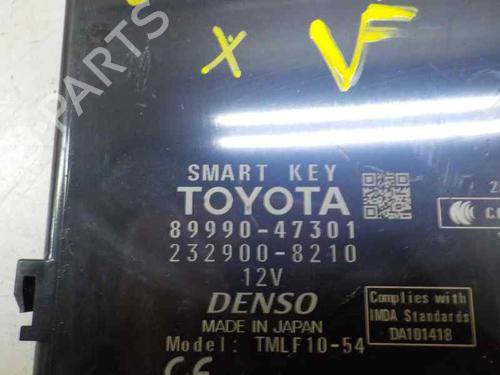 x VF
SMART KEY
TOYOTA
89990-47301
232900-8210
12V
DENSO
MADE IN JAPAN
Model: TMLF10-54
CE
Complies with
IMDA Standards
DA101418